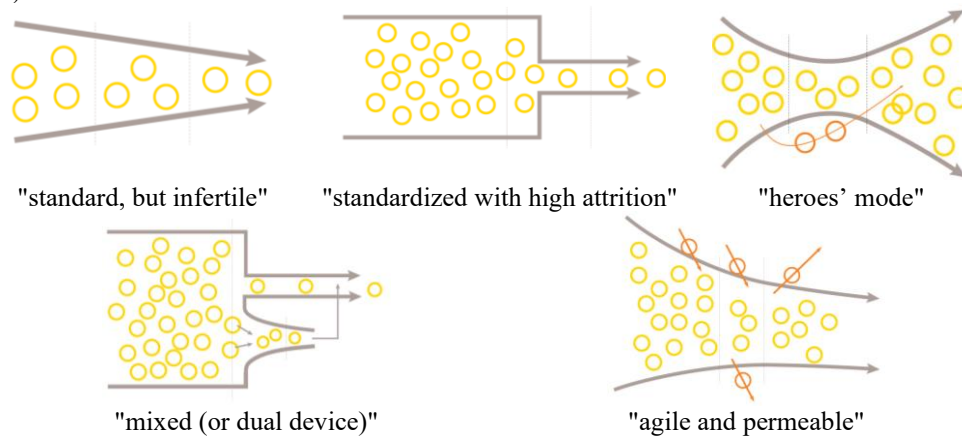 "standard, but infertile"
"standardized with high attrition"
"heroes’ mode"
"mixed (or dual device)"
"agile and permeable"